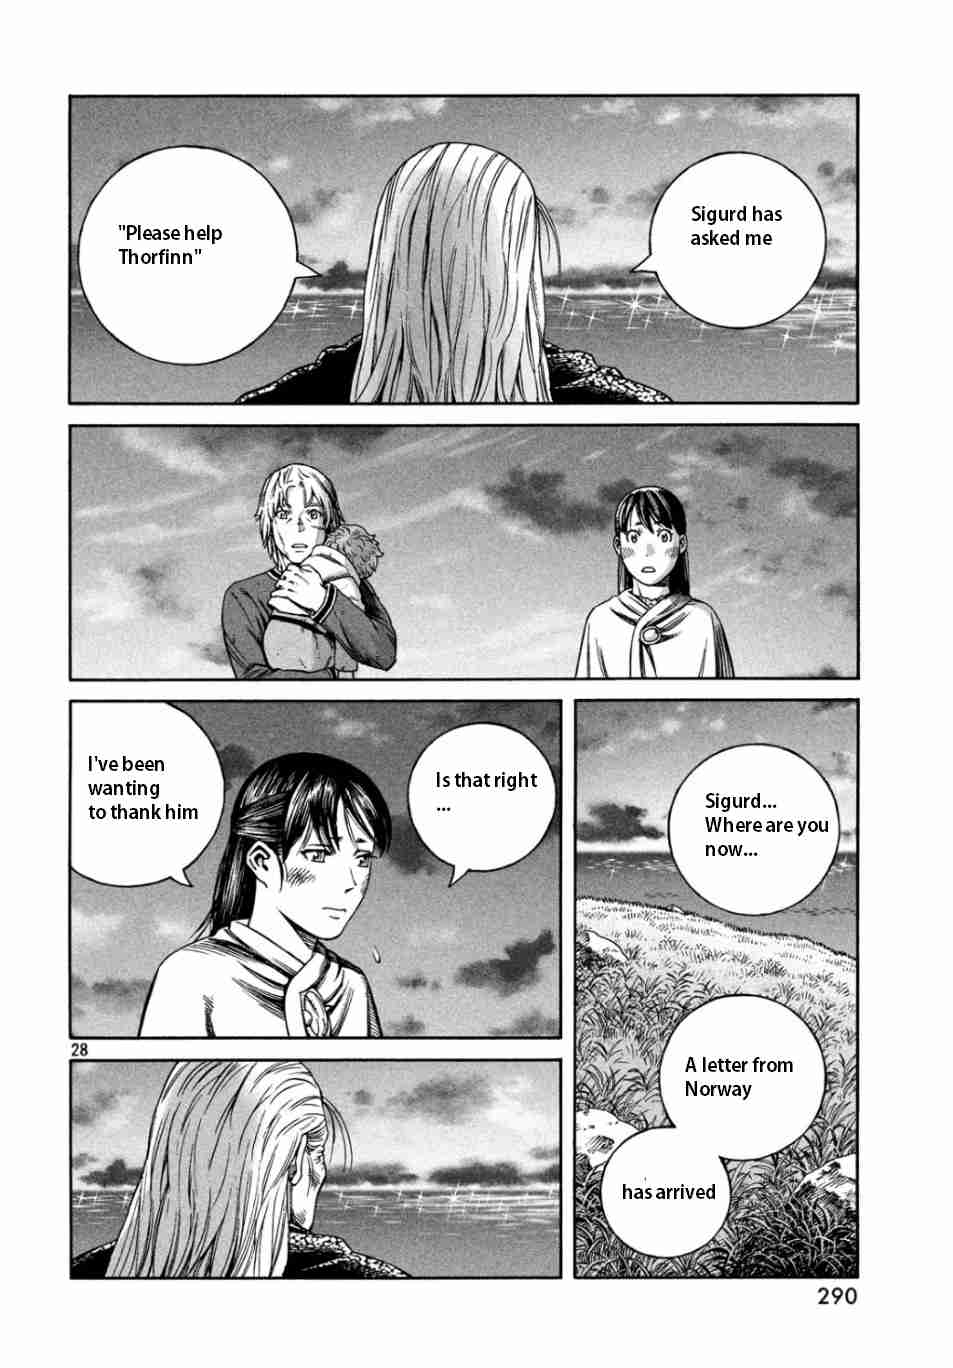 Sigurd has
asked me
"Please help
Thorfinn"
Sigurd...
Where are you
now...
A letter from
Norway
has arrived
Is that right
...
I've been
wanting
to thank him
28
290